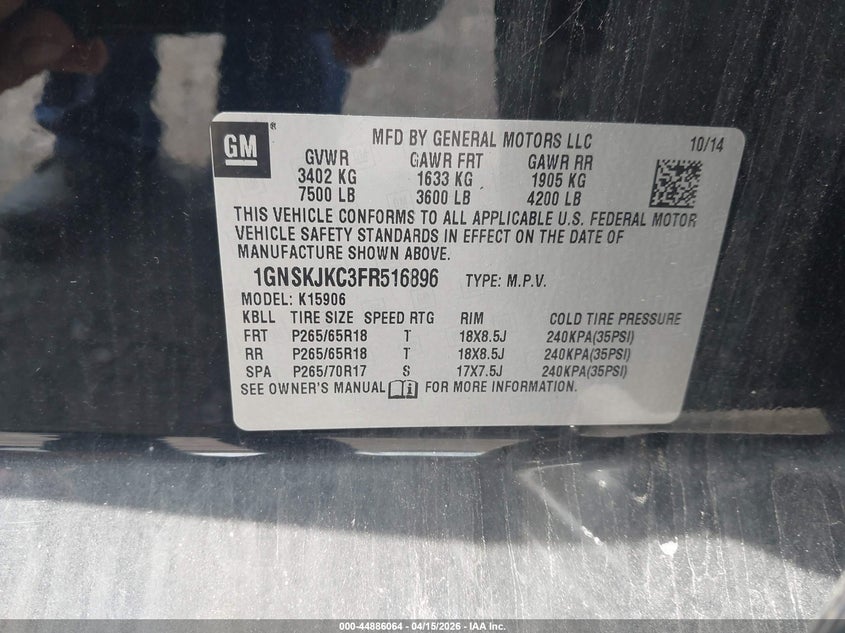 GM ®
MFD BY GENERAL MOTORS LLC 10/14
GVWR GAWR FRT GAWR RR
3402 KG 1633 KG 1905 KG
7500 LB 3600 LB 4200 LB
THIS VEHICLE CONFORMS TO ALL APPLICABLE U.S. FEDERAL MOTOR
VEHICLE SAFETY STANDARDS IN EFFECT ON THE DATE OF
MANUFACTURE SHOWN ABOVE.
1GNSKJKC3FR516896 TYPE: M.P.V.
MODEL: K15906
KBLL TIRE SIZE SPEED RTG RIM COLD TIRE PRESSURE
FRT P265/65R18 T 18X8.5J 240KPA(35PSI)
RR P265/65R18 T 18X8.5J 240KPA(35PSI)
SPA P265/70R17 S 17X7.5J 240KPA(35PSI)
SEE OWNER'S MANUAL i FOR MORE INFORMATION.
000-44886064 - 04/15/2026 - IAA Inc.